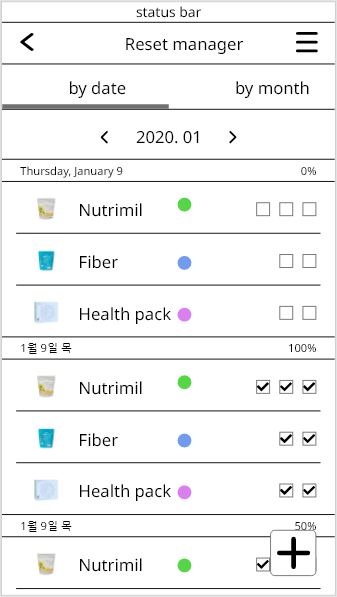 status bar
Reset manager
by date by month
2020. 01
Thursday, January 9 0%
Nutrimil
Fiber
Health pack
1월 9일 목 100%
Nutrimil
Fiber
Health pack
1월 9일 목 50%
Nutrimil